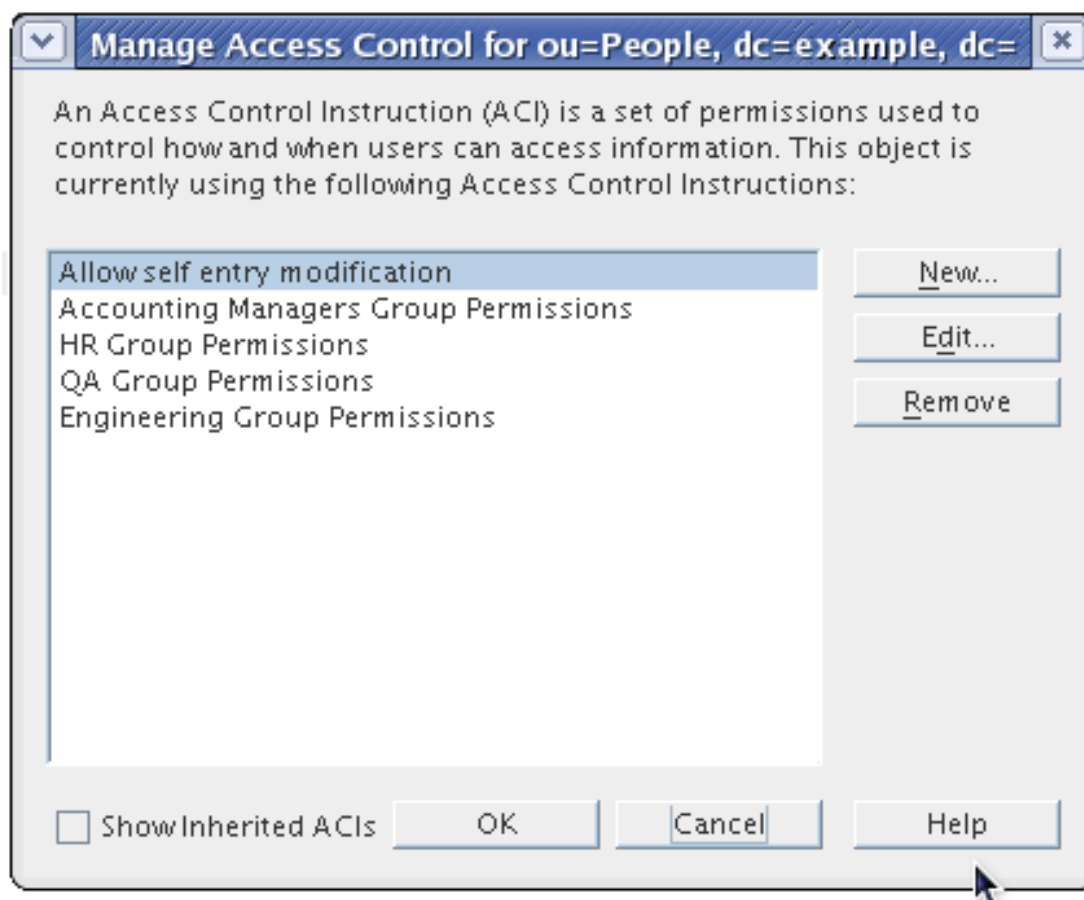 Manage Access Control for ou=People, dc=example, dc=
An Access Control Instruction (ACI) is a set of permissions used to
control how and when users can access information. This object is
currently using the following Access Control Instructions:
Allow self entry modification
Accounting Managers Group Permissions
HR Group Permissions
QA Group Permissions
Engineering Group Permissions
New...
Edit...
Remove
Show Inherited ACIs
OK
Cancel
Help